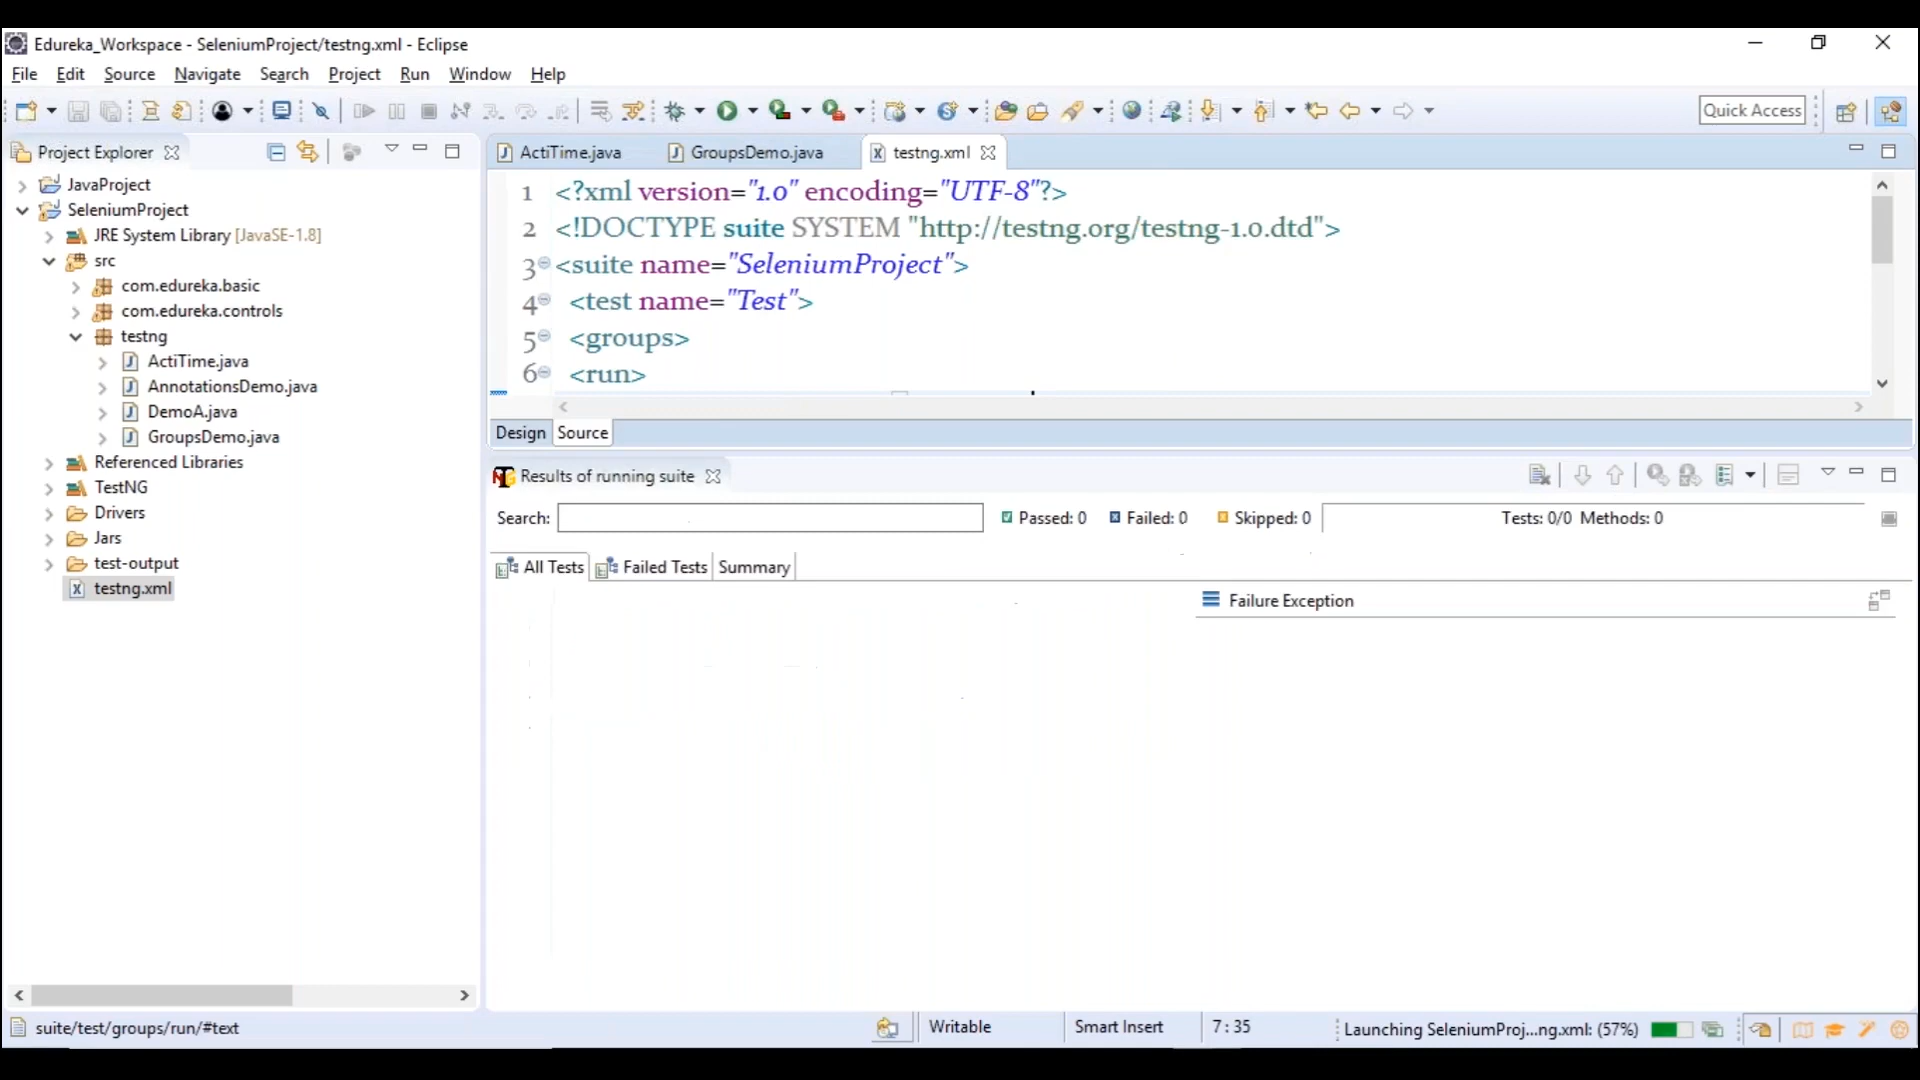 Edureka_Workspace - SeleniumProject/testng.xml - Eclipse
File Edit Source Navigate Search Project Run Window Help
Quick Access
Project Explorer
JavaProject
SeleniumProject
JRE System Library [JavaSE-1.8]
src
com.edureka.basic
com.edureka.controls
testng
ActiTime.java
AnnotationsDemo.java
DemoA.java
GroupsDemo.java
Referenced Libraries
TestNG
Drivers
Jars
test-output
testng.xml
ActiTime.java GroupsDemo.java testng.xml
1 <?xml version="1.0" encoding="UTF-8"?>
2 <!DOCTYPE suite SYSTEM "http://testng.org/testng-1.0.dtd">
3 <suite name="SeleniumProject">
4 <test name="Test">
5 <groups>
6 <run>
Design Source
Results of running suite
Search: Passed: 0 Failed: 0 Skipped: 0 Tests: 0/0 Methods: 0
All Tests Failed Tests Summary
Failure Exception
suite/test/groups/run/#text Writable Smart Insert 7 : 35 Launching SeleniumProj...ng.xml: (57%)